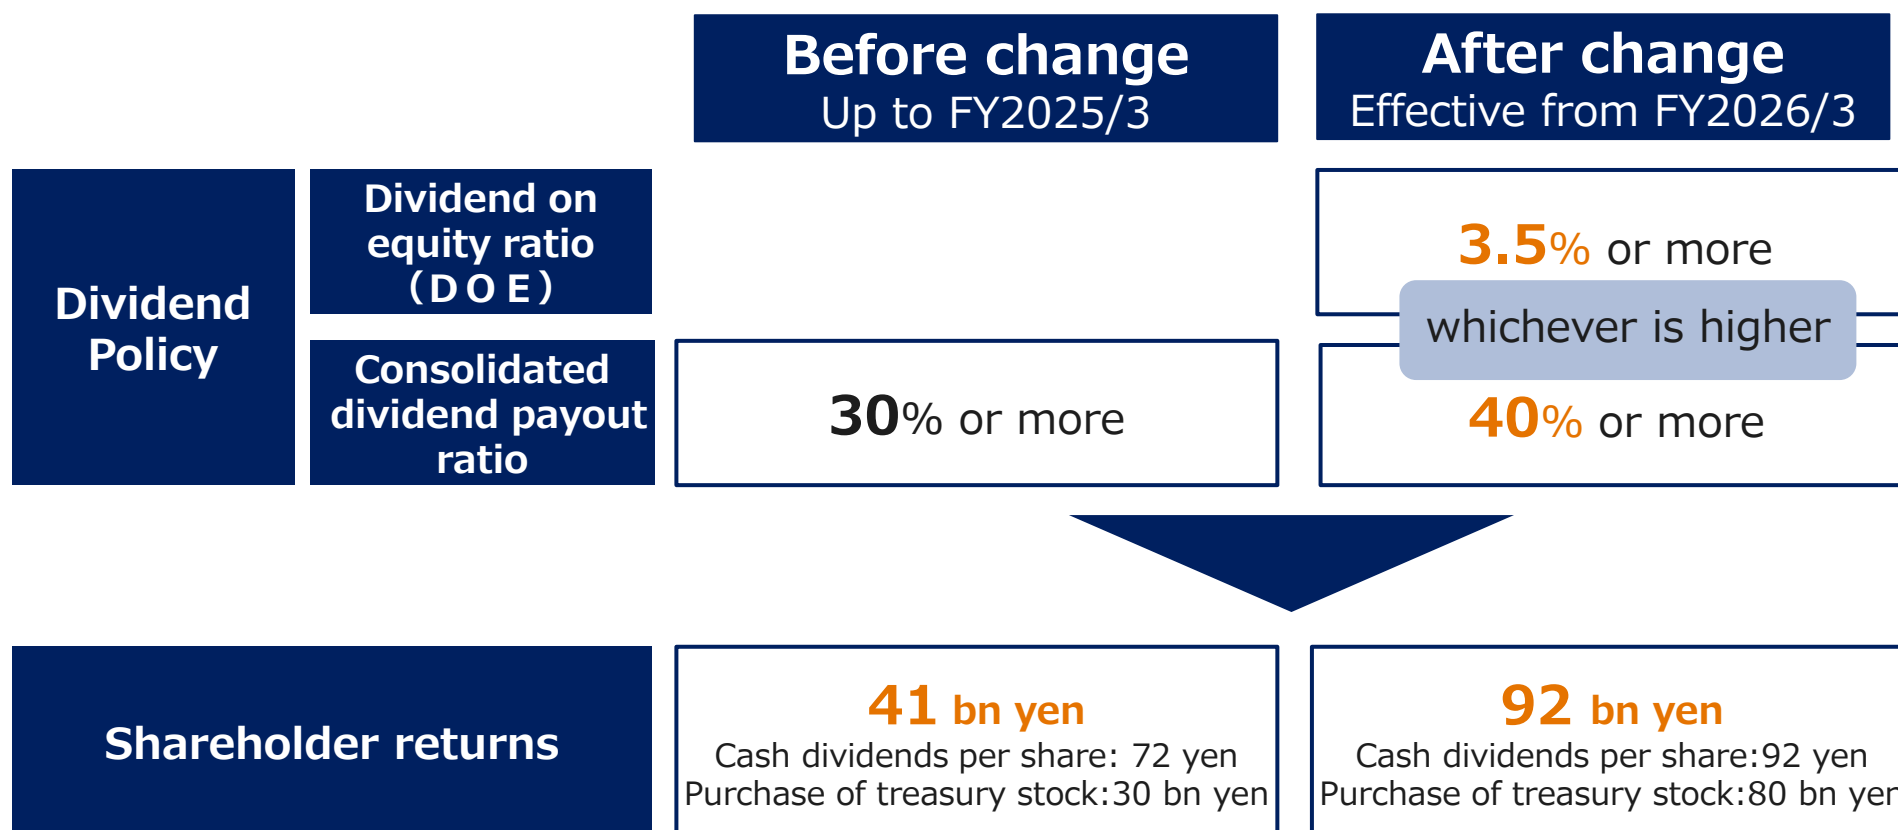 Before change
Up to FY2025/3
After change
Effective from FY2026/3
Dividend
Policy
Dividend on
equity ratio
（ＤＯＥ）
3.5% or more
whichever is higher
Consolidated
dividend payout
ratio
30% or more
40% or more
Shareholder returns
41 bn yen
Cash dividends per share: 72 yen
Purchase of treasury stock:30 bn yen
92 bn yen
Cash dividends per share:92 yen
Purchase of treasury stock:80 bn yen